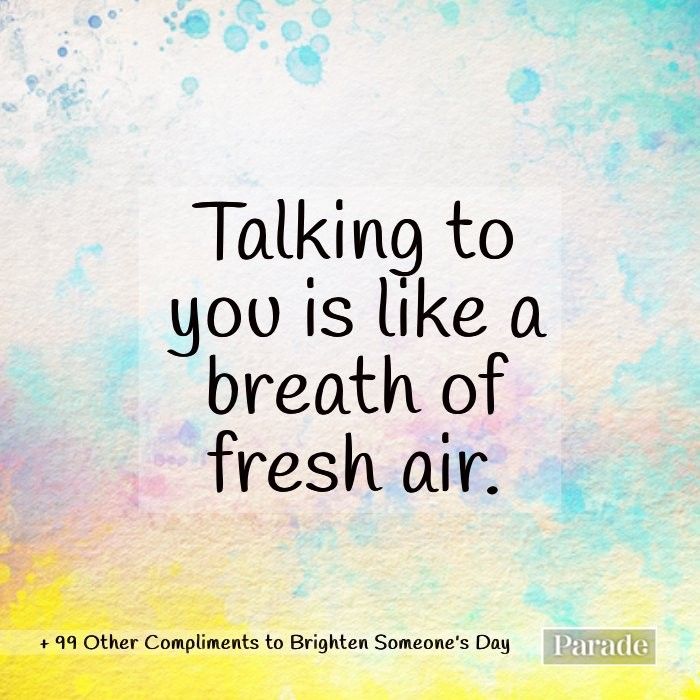 Talking to
you is like a
breath of
fresh air.
+ 99 Other Compliments to Brighten Someone's Day
Parade